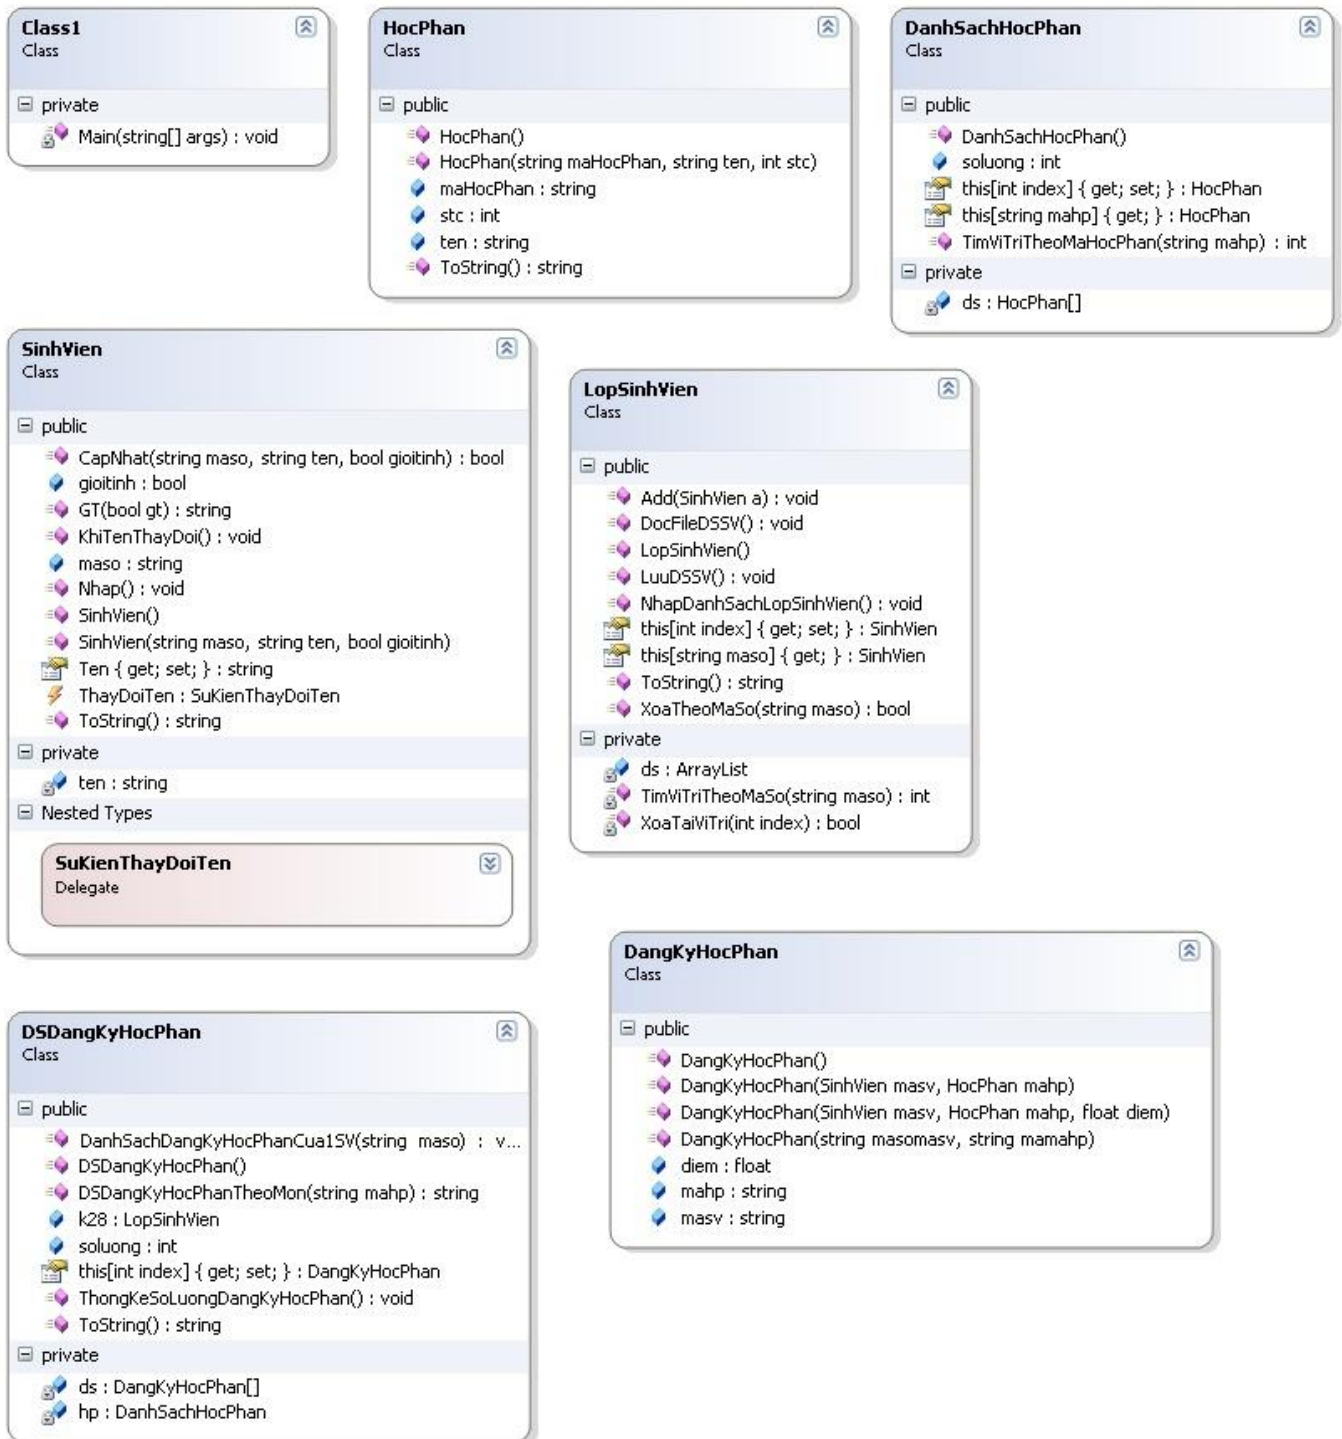 Class1
Class
private
Main(string[] args) : void
HocPhan
Class
public
HocPhan()
HocPhan(string maHocPhan, string ten, int stc)
maHocPhan : string
stc : int
ten : string
ToString() : string
DanhSachHocPhan
Class
public
DanhSachHocPhan()
soluong : int
this[int index] { get; set; } : HocPhan
this[string mahp] { get; } : HocPhan
TimViTriTheoMaHocPhan(string mahp) : int
private
ds : HocPhan[]
SinhVien
Class
public
CapNhat(string maso, string ten, bool gioitinh) : bool
gioitinh : bool
GT(bool gt) : string
KhiTenThayDoi() : void
maso : string
Nhap() : void
SinhVien()
SinhVien(string maso, string ten, bool gioitinh)
Ten { get; set; } : string
ThayDoiTen : SuKienThayDoiTen
ToString() : string
private
ten : string
Nested Types
SuKienThayDoiTen
Delegate
LopSinhVien
Class
public
Add(SinhVien a) : void
DocFileDSSV() : void
LopSinhVien()
LuuDSSV() : void
NhapDanhSachLopSinhVien() : void
this[int index] { get; set; } : SinhVien
this[string maso] { get; } : SinhVien
ToString() : string
XoaTheoMaSo(string maso) : bool
private
ds : ArrayList
TimViTriTheoMaSo(string maso) : int
XoaTaiViTri(int index) : bool
DangKyHocPhan
Class
public
DangKyHocPhan()
DangKyHocPhan(SinhVien masv, HocPhan mahp)
DangKyHocPhan(SinhVien masv, HocPhan mahp, float diem)
DangKyHocPhan(string masomasv, string mamahp)
diem : float
mahp : string
masv : string
DSDangKyHocPhan
Class
public
DanhSachDangKyHocPhanCua1SV(string maso) : v...
DSDangKyHocPhan()
DSDangKyHocPhanTheoMon(string mahp) : string
k28 : LopSinhVien
soluong : int
this[int index] { get; set; } : DangKyHocPhan
ThongKeSoLuongDangKyHocPhan() : void
ToString() : string
private
ds : DangKyHocPhan[]
hp : DanhSachHocPhan